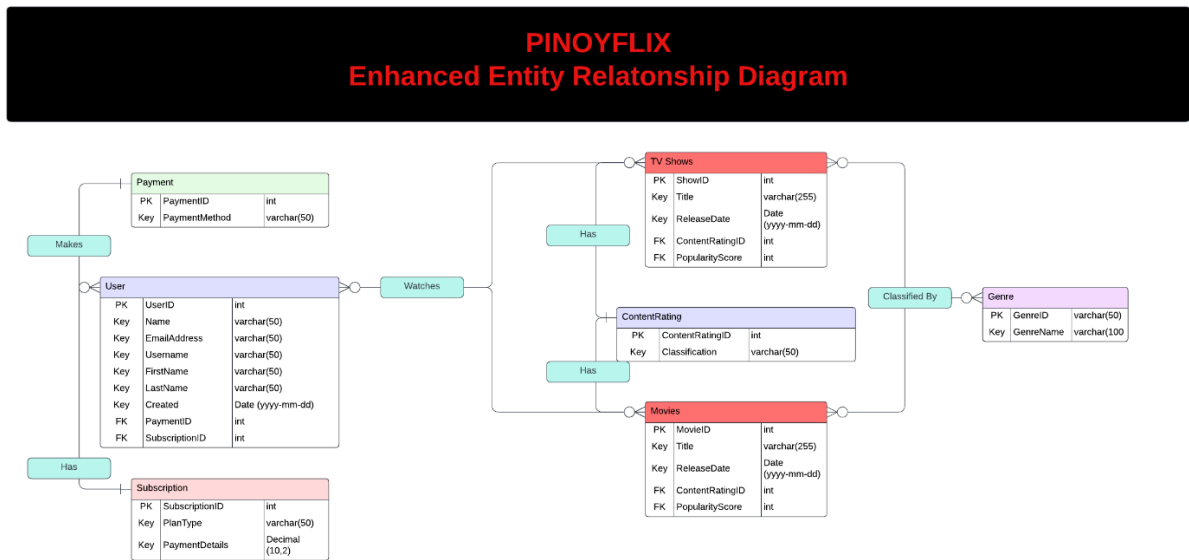 PINOYFLIX
Enhanced Entity Relatonship Diagram
Payment
PK PaymentID int
Key PaymentMethod varchar(50)
Makes
User
PK UserID int
Key Name varchar(50)
Key EmailAddress varchar(50)
Key Username varchar(50)
Key FirstName varchar(50)
Key LastName varchar(50)
Key Created Date (yyyy-mm-dd)
FK PaymentID int
FK SubscriptionID int
Has
Subscription
PK SubscriptionID int
Key PlanType varchar(50)
Key PaymentDetails Decimal
(10,2)
Watches
TV Shows
PK ShowID int
Key Title varchar(255)
Key ReleaseDate Date
(yyyy-mm-dd)
FK ContentRatingID int
FK PopularityScore int
Has
ContentRating
PK ContentRatingID int
Key Classification varchar(50)
Has
Movies
PK MovieID int
Key Title varchar(255)
Key ReleaseDate Date
(yyyy-mm-dd)
FK ContentRatingID int
FK PopularityScore int
Classified By
Genre
PK GenreID varchar(50)
Key GenreName varchar(100